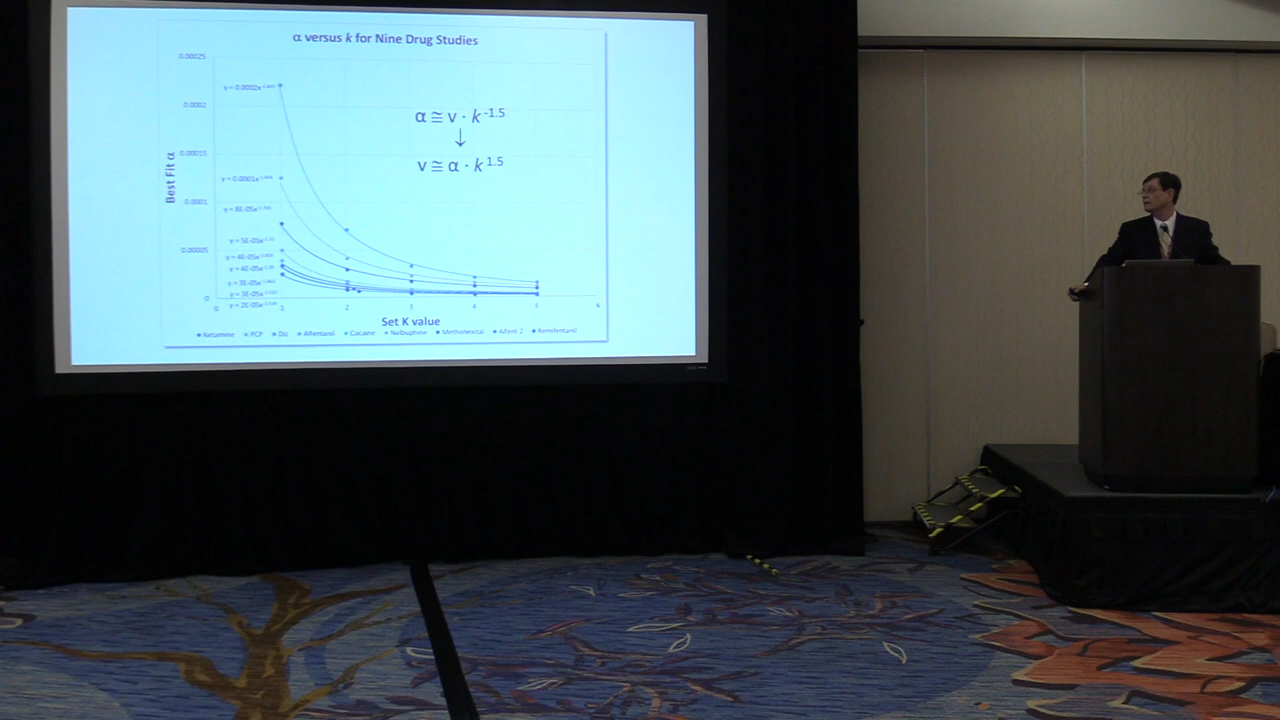 α versus k for Nine Drug Studies
0.00025
0.0002
0.00015
0.0001
0.00005
0
Best Fit α
y = 0.0002x
y = 0.0001x
y = 8E-05x
y = 5E-05x
y = 4E-05x
y = 4E-05x
y = 3E-05x
y = 3E-05x
y = 2E-05x
α ≅ v · k^-1.5
↓
v ≅ α · k^1.5
0 1 2 3 4 5 6
Set K value
Ketamine PCP Diz Alfentanil Cocaine Nalbuphine Methohexital Alfent 2 Remifentanil